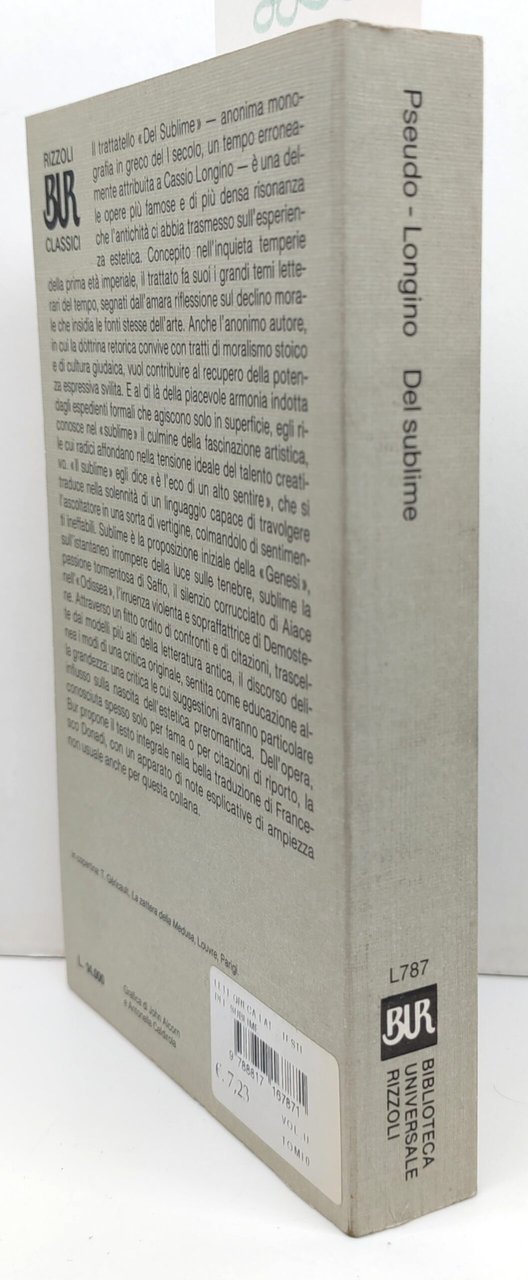 RIZZOLI
BUR
CLASSICI
Il trattatello «Del Sublime» — anonima mono-
grafia in greco del I secolo, un tempo erronea-
mente attribuita a Cassio Longino — è una del-
le opere più famose e di più densa risonanza
che l'antichità ci abbia trasmesso sull'esperien-
za estetica. Concepito nell'inquieta temperie
della prima età imperiale, il trattato fa suoi i grandi temi lette-
rari del tempo, segnati dall'amara riflessione sul declino mora-
le che insidia le fonti stesse dell'arte. Anche l'anonimo autore,
in cui la dottrina retorica convive con tratti di moralismo stoico
e di cultura giudaica, vuol contribuire al recupero della poten-
za espressiva svilita. E al di là della piacevole armonia indotta
dagli espedienti formali che agiscono solo in superficie, egli ri-
conosce nel «sublime» il culmine della fascinazione artistica,
le cui radici affondano nella tensione ideale del talento creati-
vo. «Il sublime» egli dice «è l'eco di un alto sentire», che si
traduce nella solennità di un linguaggio capace di travolgere
l'ascoltatore in una sorta di vertigine, colmandolo di sentimen-
ti ineffabili. Sublime è la proposizione iniziale della «Genesi»,
sull'istantaneo irrompere della luce sulle tenebre, sublime la
passione tormentosa di Saffo, il silenzio corrucciato di Aiace
nell'«Odissea», l'irruenza violenta e sopraffattrice di Demoste-
ne. Attraverso un fitto ordito di confronti e di citazioni, trascel-
te dai modelli più alti della letteratura antica, il discorso deli-
nea i modi di una critica originale, sentita come educazione al-
la grandezza: una critica le cui suggestioni avranno particolare
influsso sulla nascita dell'estetica preromantica. Dell'opera,
conosciuta spesso solo per fama o per citazioni di riporto, la
Bur propone il testo integrale nella bella traduzione di France-
sco Donadi, con un apparato di note esplicative di ampiezza
non usuale anche per questa collana.
In copertina: T. Géricault, La zattera della Medusa, Louvre, Parigi.
L. 14.000
Grafica di John Alcorn
e Antonella Caldirola
DEL SUBLIME
9 788817 167871
€. 7,23
VOL.U
TOMI0
Pseudo - Longino Del sublime
L787
BUR
BIBLIOTECA
UNIVERSALE
RIZZOLI